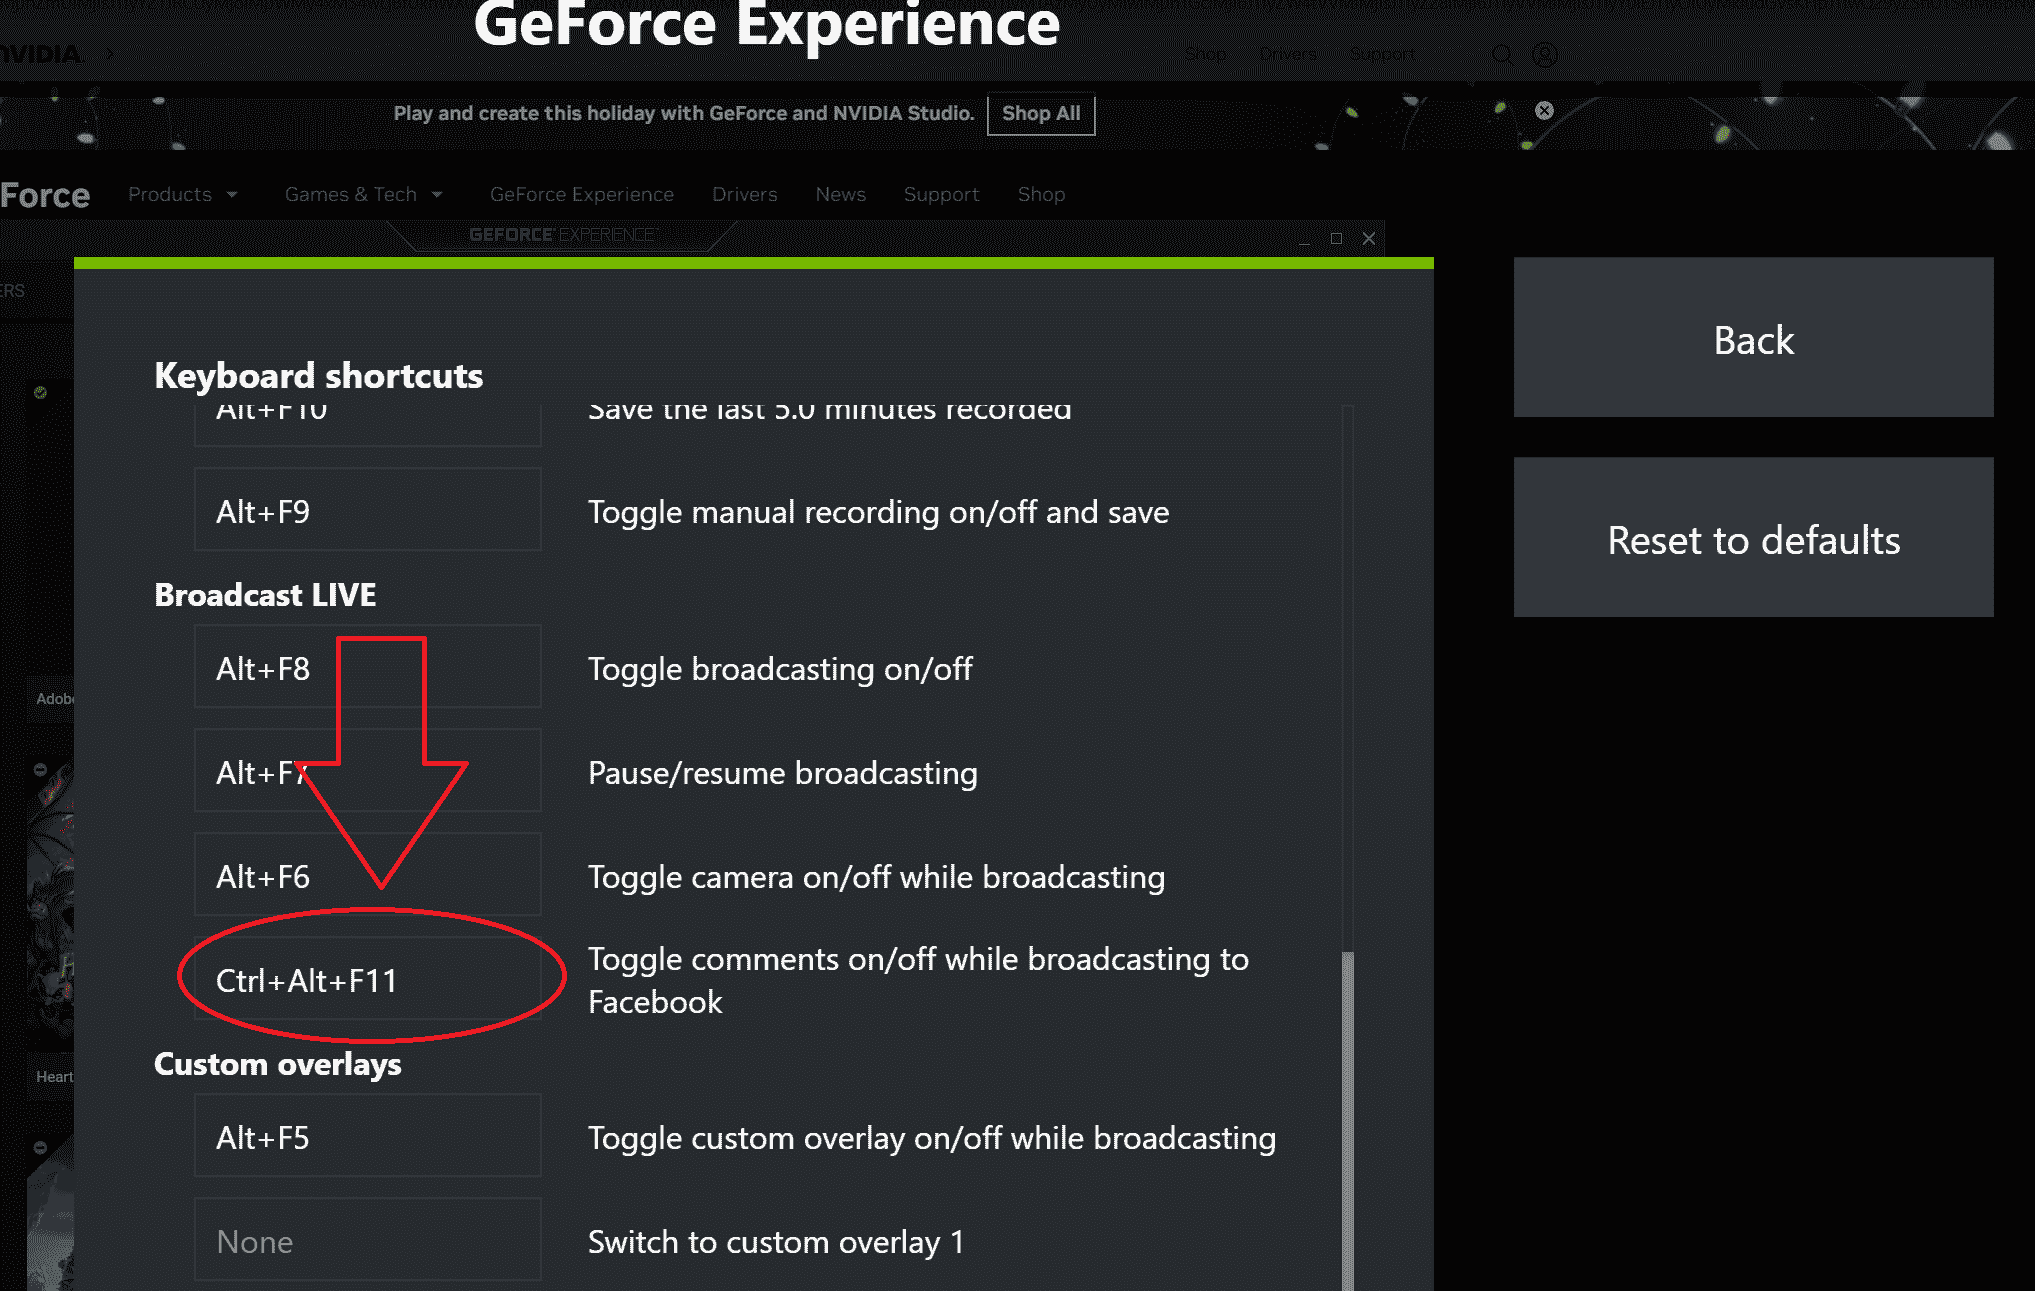 GeForce Experience
NVIDIA
Shop Drivers Support
Play and create this holiday with GeForce and NVIDIA Studio. Shop All
Force Products Games & Tech GeForce Experience Drivers News Support Shop
GEFORCE EXPERIENCE
ERS
Back
Keyboard shortcuts
Alt+F10 Save the last 5.0 minutes recorded
Alt+F9 Toggle manual recording on/off and save
Reset to defaults
Broadcast LIVE
Alt+F8 Toggle broadcasting on/off
Adobe
Alt+F7 Pause/resume broadcasting
Alt+F6 Toggle camera on/off while broadcasting
Ctrl+Alt+F11 Toggle comments on/off while broadcasting to
Facebook
Custom overlays
Heart
Alt+F5 Toggle custom overlay on/off while broadcasting
None Switch to custom overlay 1